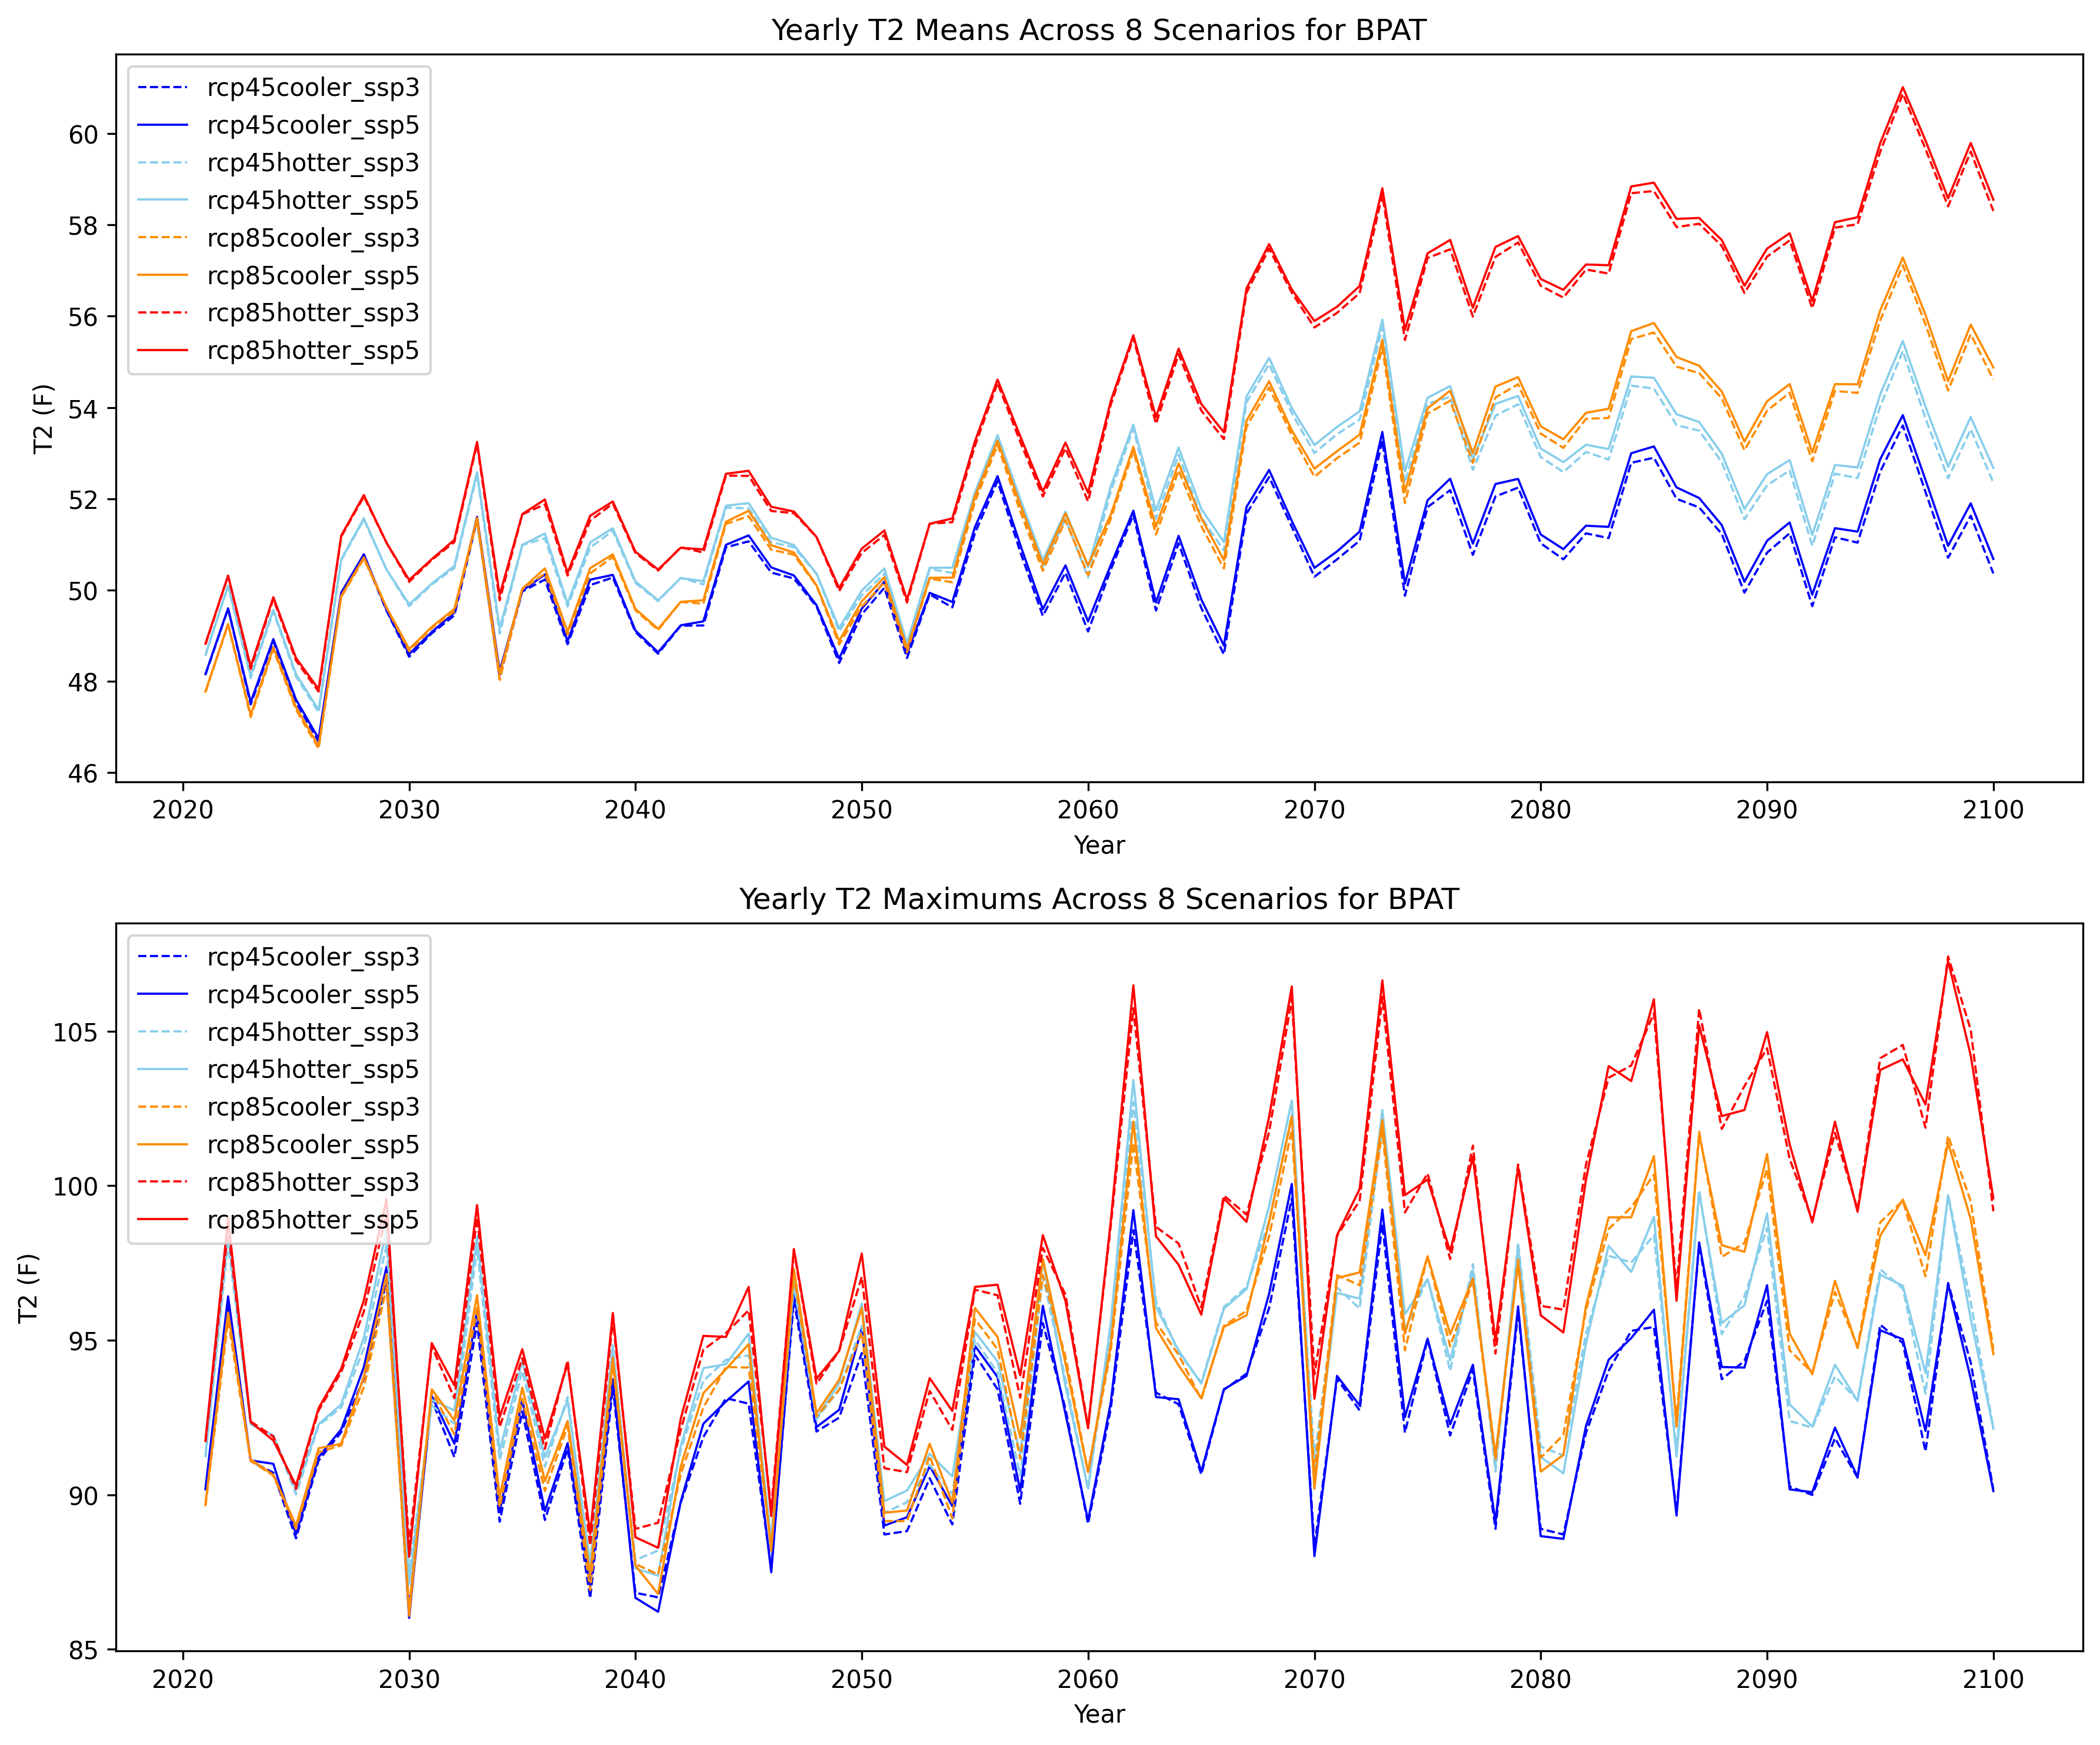 Yearly T2 Means Across 8 Scenarios for BPAT
rcp45cooler_ssp3
rcp45cooler_ssp5
rcp45hotter_ssp3
rcp45hotter_ssp5
rcp85cooler_ssp3
rcp85cooler_ssp5
rcp85hotter_ssp3
rcp85hotter_ssp5
T2 (F)
60
58
56
54
52
50
48
46
2020 2030 2040 2050 2060 2070 2080 2090 2100
Year
Yearly T2 Maximums Across 8 Scenarios for BPAT
rcp45cooler_ssp3
rcp45cooler_ssp5
rcp45hotter_ssp3
rcp45hotter_ssp5
rcp85cooler_ssp3
rcp85cooler_ssp5
rcp85hotter_ssp3
rcp85hotter_ssp5
T2 (F)
105
100
95
90
85
2020 2030 2040 2050 2060 2070 2080 2090 2100
Year